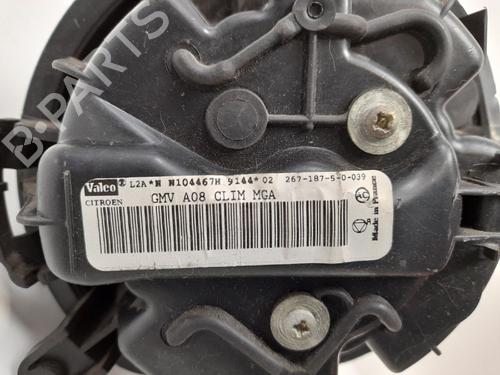 B-PARTS
Valeo L2A*N N104467H 9144*02 267-187-5-0-039
CITROEN GMV A08 CLIM MGA
Made in France